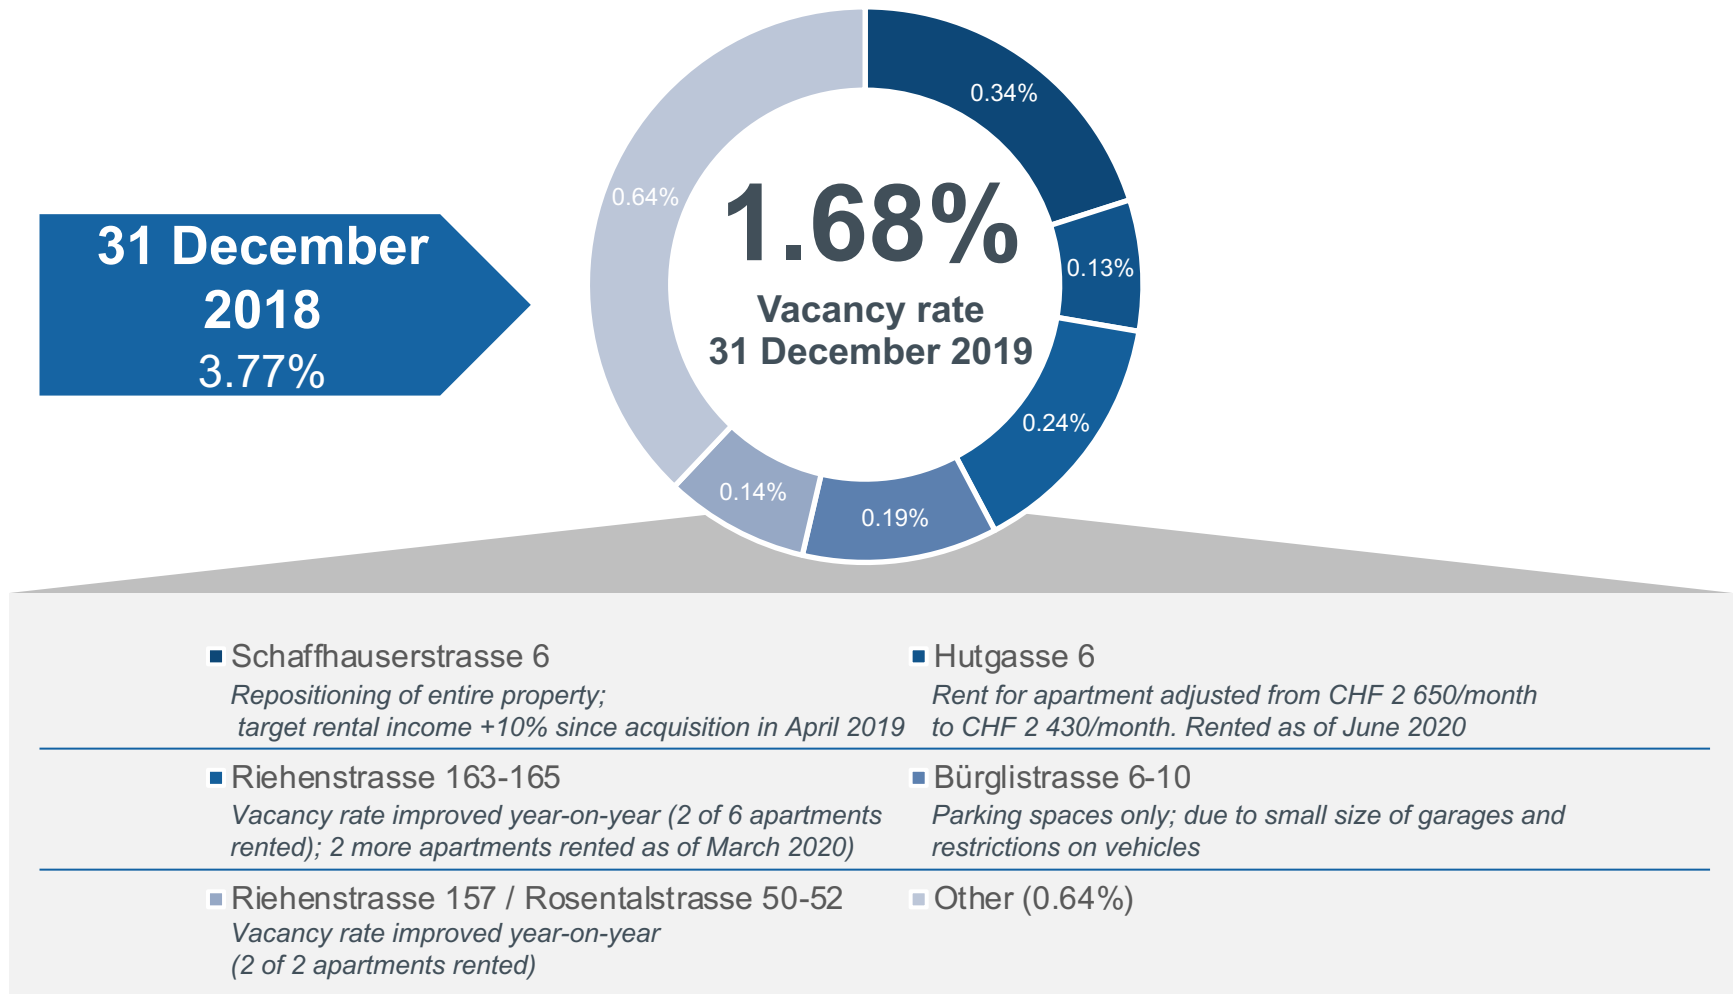 0.34%
0.64%
1.68%
31 December
2018
3.77%
0.13%
Vacancy rate
31 December 2019
0.24%
0.14%
0.19%
Schaffhauserstrasse 6
Repositioning of entire property;
target rental income +10% since acquisition in April 2019
Hutgasse 6
Rent for apartment adjusted from CHF 2 650/month
to CHF 2 430/month. Rented as of June 2020
Riehenstrasse 163-165
Vacancy rate improved year-on-year (2 of 6 apartments
rented); 2 more apartments rented as of March 2020)
Bürglistrasse 6-10
Parking spaces only; due to small size of garages and
restrictions on vehicles
Riehenstrasse 157 / Rosentalstrasse 50-52
Vacancy rate improved year-on-year
(2 of 2 apartments rented)
Other (0.64%)